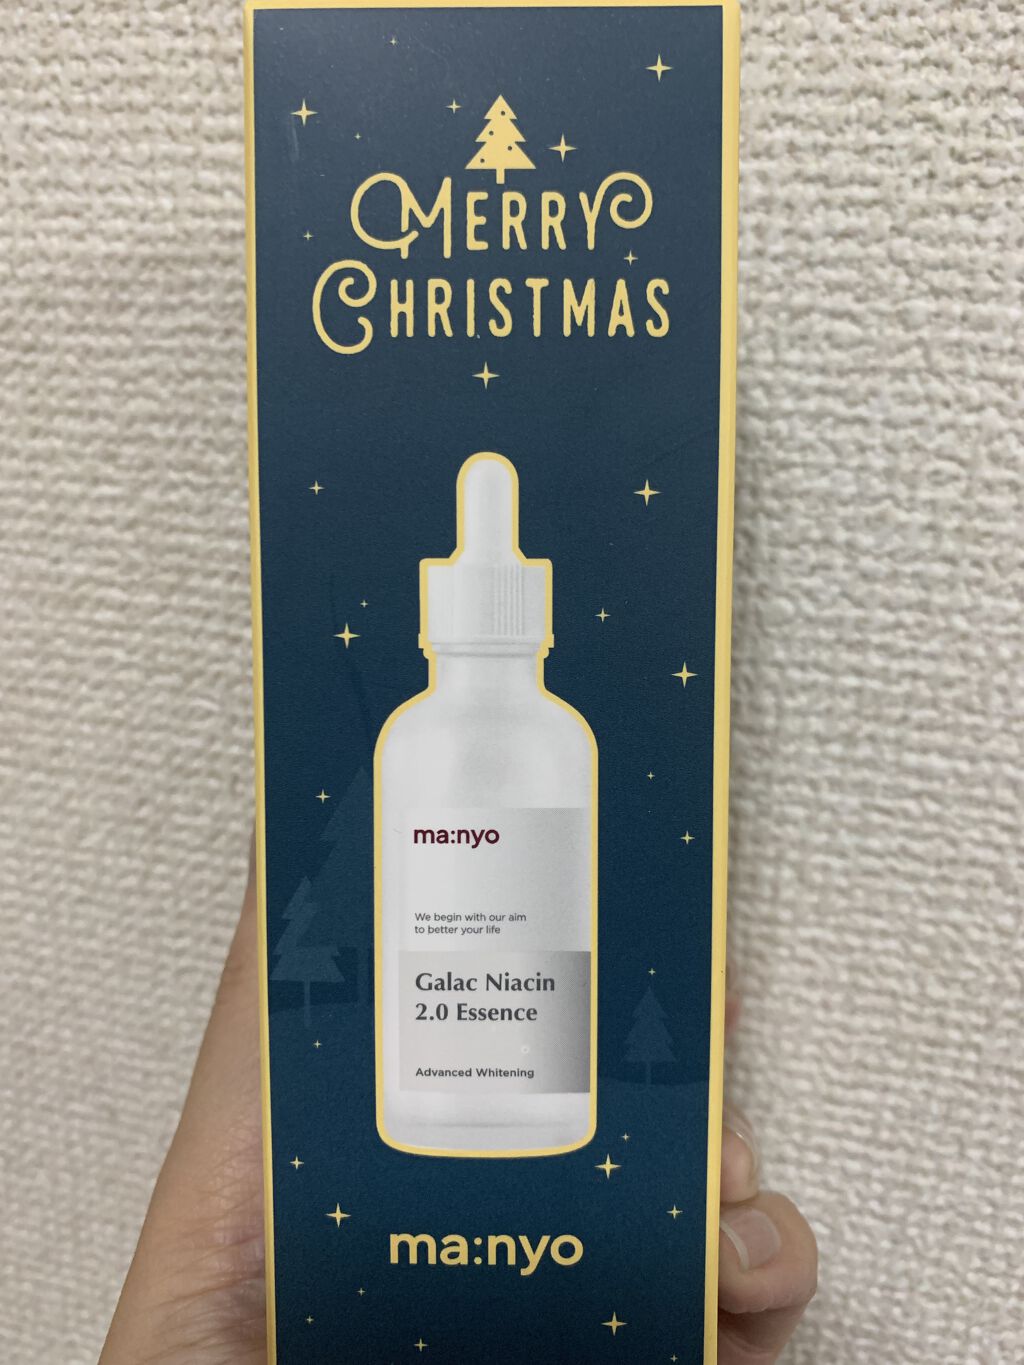 MERRY
CHRISTMAS
ma:nyo
We begin with our aim
to better your life
Galac Niacin
2.0 Essence
Advanced Whitening
ma:nyo